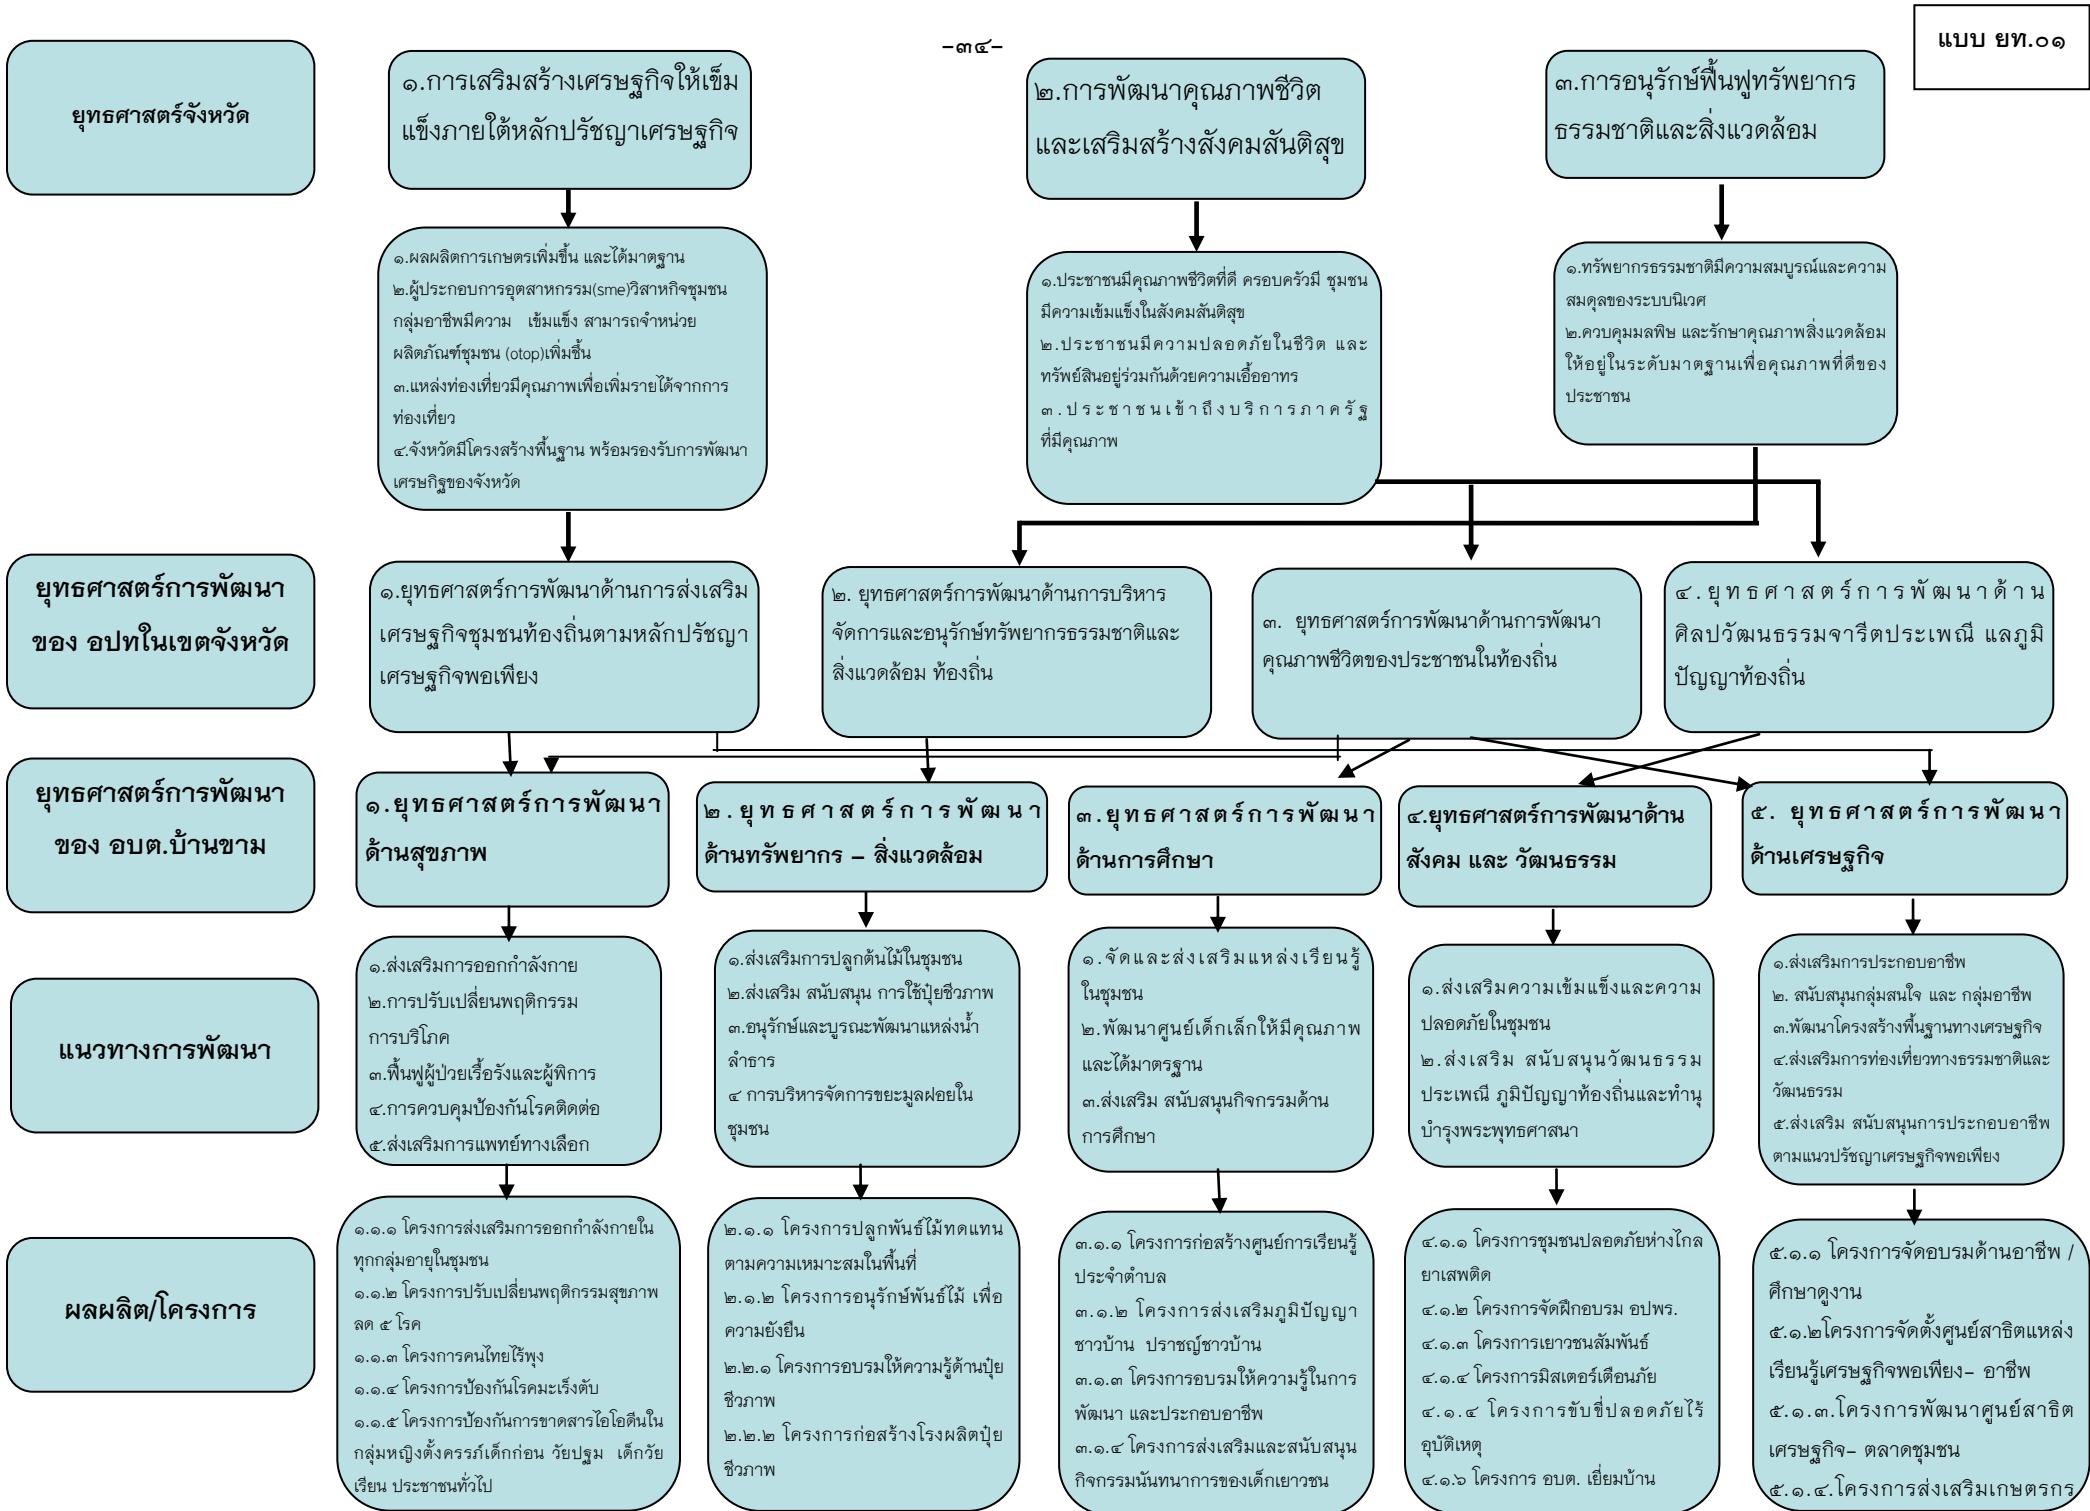 -๓๔-
แบบ ยท.๐๑
ยุทธศาสตร์จังหวัด
๑.การเสริมสร้างเศรษฐกิจให้เข็ม
แข็งภายใต้หลักปรัชญาเศรษฐกิจ
๒.การพัฒนาคุณภาพชีวิต
และเสริมสร้างสังคมสันติสุข
๓.การอนุรักษ์ฟื้นฟูทรัพยากร
ธรรมชาติและสิ่งแวดล้อม
๑.ผลผลิตการเกษตรเพิ่มขึ้น และได้มาตฐาน
๒.ผู้ประกอบการอุตสาหกรรม(sme)วิสาหกิจชุมชน
กลุ่มอาชีพมีความ เข้มแข็ง สามารถจำหน่วย
ผลิตภัณฑ์ชุมชน (otop)เพิ่มชึ้น
๓.แหล่งท่องเที่ยวมีคุณภาพเพื่อเพิ่มรายได้จากการ
ท่องเที่ยว
๔.จังหวัดมีโครงสร้างพื้นฐาน พร้อมรองรับการพัฒนา
เศรษกิฐของจังหวัด
๑.ประชาชนมีคุณภาพชีวิตที่ดี ครอบครัวมี ชุมชน
มีความเข้มแข็งในสังคมสันติสุข
๒.ประชาชนมีความปลอดภัยในชีวิต และ
ทรัพย์สินอยู่ร่วมกันด้วยความเอื้ออาทร
๓.ประชาชนเข้าถึงบริการภาครัฐ
ที่มีคุณภาพ
๑.ทรัพยากรธรรมชาติมีความสมบูรณ์และความ
สมดุลของระบบนิเวศ
๒.ควบคุมมลพิษ และรักษาคุณภาพสิ่งแวดล้อม
ให้อยู่ในระดับมาตฐานเพื่อคุณภาพที่ดีของ
ประชาชน
ยุทธศาสตร์การพัฒนา
ของ อปทในเขตจังหวัด
๑.ยุทธศาสตร์การพัฒนาด้านการส่งเสริม
เศรษฐกิจชุมชนท้องถิ่นตามหลักปรัชญา
เศรษฐกิจพอเพียง
๒. ยุทธศาสตร์การพัฒนาด้านการบริหาร
จัดการและอนุรักษ์ทรัพยากรธรรมชาติและ
สิ่งแวดล้อม ท้องถิ่น
๓. ยุทธศาสตร์การพัฒนาด้านการพัฒนา
คุณภาพชีวิตของประชาชนในท้องถิ่น
๔.ยุทธศาสตร์การพัฒนาด้าน
ศิลปวัฒนธรรมจารีตประเพณี แลภูมิ
ปัญญาท้องถิ่น
ยุทธศาสตร์การพัฒนา
ของ อบต.บ้านขาม
๑.ยุทธศาสตร์การพัฒนา
ด้านสุขภาพ
๒.ยุทธศาสตร์การพัฒนา
ด้านทรัพยากร – สิ่งแวดล้อม
๓.ยุทธศาสตร์การพัฒนา
ด้านการศึกษา
๔.ยุทธศาสตร์การพัฒนาด้าน
สังคม และ วัฒนธรรม
๕. ยุทธศาสตร์การพัฒนา
ด้านเศรษฐกิจ
แนวทางการพัฒนา
๑.ส่งเสริมการออกกำลังกาย
๒.การปรับเปลี่ยนพฤติกรรม
การบริโภค
๓.ฟื้นฟูผู้ป่วยเรื้อรังและผู้พิการ
๔.การควบคุมป้องกันโรคติดต่อ
๕.ส่งเสริมการแพทย์ทางเลือก
๑.ส่งเสริมการปลูกต้นไม้ในชุมชน
๒.ส่งเสริม สนับสนุน การใช้ปุ๋ยชีวภาพ
๓.อนุรักษ์และบูรณะพัฒนาแหล่งน้ำ
ลำธาร
๔ การบริหารจัดการขยะมูลฝอยใน
ชุมชน
๑.จัดและส่งเสริมแหล่งเรียนรู้
ในชุมชน
๒.พัฒนาศูนย์เด็กเล็กให้มีคุณภาพ
และได้มาตรฐาน
๓.ส่งเสริม สนับสนุนกิจกรรมด้าน
การศึกษา
๑.ส่งเสริมความเข้มแข็งและความ
ปลอดภัยในชุมชน
๒.ส่งเสริม สนับสนุนวัฒนธรรม
ประเพณี ภูมิปัญญาท้องถิ่นและทำนุ
บำรุงพระพุทธศาสนา
๑.ส่งเสริมการประกอบอาชีพ
๒. สนับสนุนกลุ่มสนใจ และ กลุ่มอาชีพ
๓.พัฒนาโครงสร้างพื้นฐานทางเศรษฐกิจ
๔.ส่งเสริมการท่องเที่ยวทางธรรมชาติและ
วัฒนธรรม
๕.ส่งเสริม สนับสนุนการประกอบอาชีพ
ตามแนวปรัชญาเศรษฐกิจพอเพียง
ผลผลิต/โครงการ
๑.๑.๑ โครงการส่งเสริมการออกกำลังกายใน
ทุกกลุ่มอายุในชุมชน
๑.๑.๒ โครงการปรับเปลี่ยนพฤติกรรมสุขภาพ
ลด ๕ โรค
๑.๑.๓ โครงการคนไทยไร้พุง
๑.๑.๔ โครงการป้องกันโรคมะเร็งตับ
๑.๑.๕ โครงการป้องกันการขาดสารไอโอดีนใน
กลุ่มหญิงตั้งครรภ์เด็กก่อน วัยปฐม เด็กวัย
เรียน ประชาชนทั่วไป
๒.๑.๑ โครงการปลูกพันธ์ไม้ทดแทน
ตามความเหมาะสมในพื้นที่
๒.๑.๒ โครงการอนุรักษ์พันธ์ไม้ เพื่อ
ความยังยืน
๒.๒.๑ โครงการอบรมให้ความรู้ด้านปุ๋ย
ชีวภาพ
๒.๒.๒ โครงการก่อสร้างโรงผลิตปุ๋ย
ชีวภาพ
๓.๑.๑ โครงการก่อสร้างศูนย์การเรียนรู้
ประจำตำบล
๓.๑.๒ โครงการส่งเสริมภูมิปัญญา
ชาวบ้าน ปราชญ์ชาวบ้าน
๓.๑.๓ โครงการอบรมให้ความรู้ในการ
พัฒนา และประกอบอาชีพ
๓.๑.๔ โครงการส่งเสริมและสนับสนุน
กิจกรรมนันทนาการของเด็กเยาวชน
๔.๑.๑ โครงการชุมชนปลอดภัยห่างไกล
ยาเสพติด
๔.๑.๒ โครงการจัดฝึกอบรม อปพร.
๔.๑.๓ โครงการเยาวชนสัมพันธ์
๔.๑.๔ โครงการมิสเตอร์เตือนภัย
๔.๑.๔ โครงการขับขี่ปลอดภัยไร้
อุบัติเหตุ
๔.๑.๖ โครงการ อบต. เยี่ยมบ้าน
๕.๑.๑ โครงการจัดอบรมด้านอาชีพ /
ศึกษาดูงาน
๕.๑.๒โครงการจัดตั้งศูนย์สาธิตแหล่ง
เรียนรู้เศรษฐกิจพอเพียง– อาชีพ
๕.๑.๓.โครงการพัฒนาศูนย์สาธิต
เศรษฐกิจ– ตลาดชุมชน
๕.๑.๔.โครงการส่งเสริมเกษตรกร